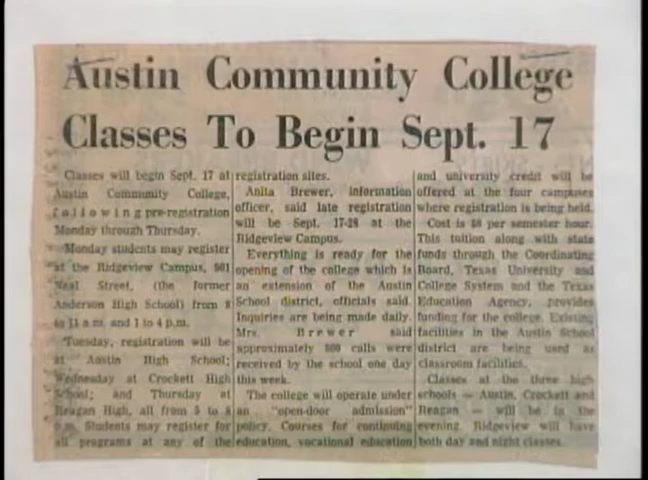 Austin Community College
Classes To Begin Sept. 17
Classes will begin Sept. 17 at
Austin Community College,
following pre-registration
Monday through Thursday.
Monday students may register
at the Ridgeview Campus, 901
Neal Street, (the former
Anderson High School) from 8
to 11 a.m. and 1 to 4 p.m.
Tuesday, registration will be
at Austin High School;
Wednesday at Crockett High
School; and Thursday at
Reagan High, all from 5 to 8
p.m. Students may register for
all programs at any of the
registration sites.
Anita Brewer, information
officer, said late registration
will be Sept. 17-28 at the
Ridgeview Campus.
Everything is ready for the
opening of the college which is
an extension of the Austin
School district, officials said.
Inquiries are being made daily.
Mrs. Brewer said
approximately 800 calls were
received by the school one day
this week.
The college will operate under
an "open-door admission"
policy. Courses for continuing
education, vocational education
and university credit will be
offered at the four campuses
where registration is being held.
Cost is $8 per semester hour.
This tuition along with state
funds through the Coordinating
Board, Texas University and
College System and the Texas
Education Agency, provides
funding for the college. Existing
facilities in the Austin School
district are being used as
classroom facilities.
Classes at the three high
schools — Austin, Crockett and
Reagan — will be in the
evening. Ridgeview will have
both day and night classes.